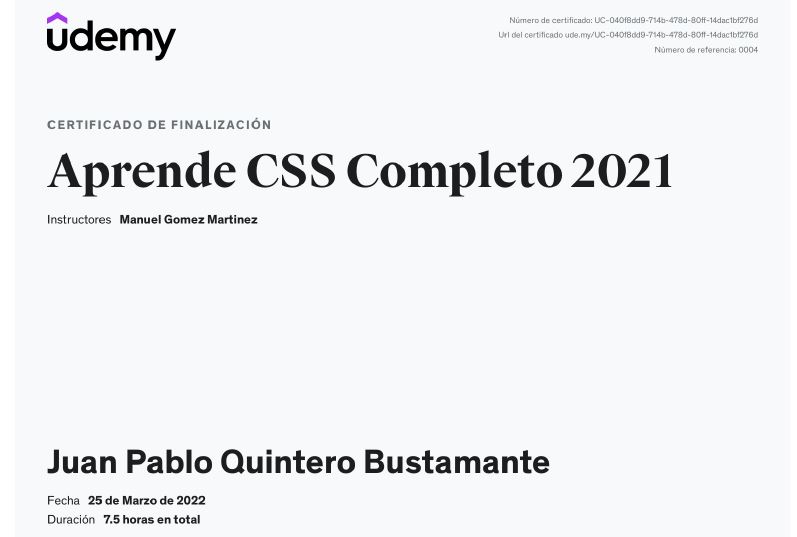 udemy
Número de certificado: UC-040f8dd9-714b-478d-80ff-14dac1bf276d
Url del certificado ude.my/UC-040f8dd9-714b-478d-80ff-14dac1bf276d
Número de referencia: 0004
CERTIFICADO DE FINALIZACIÓN
Aprende CSS Completo 2021
Instructores Manuel Gomez Martinez
Juan Pablo Quintero Bustamante
Fecha 25 de Marzo de 2022
Duración 7.5 horas en total